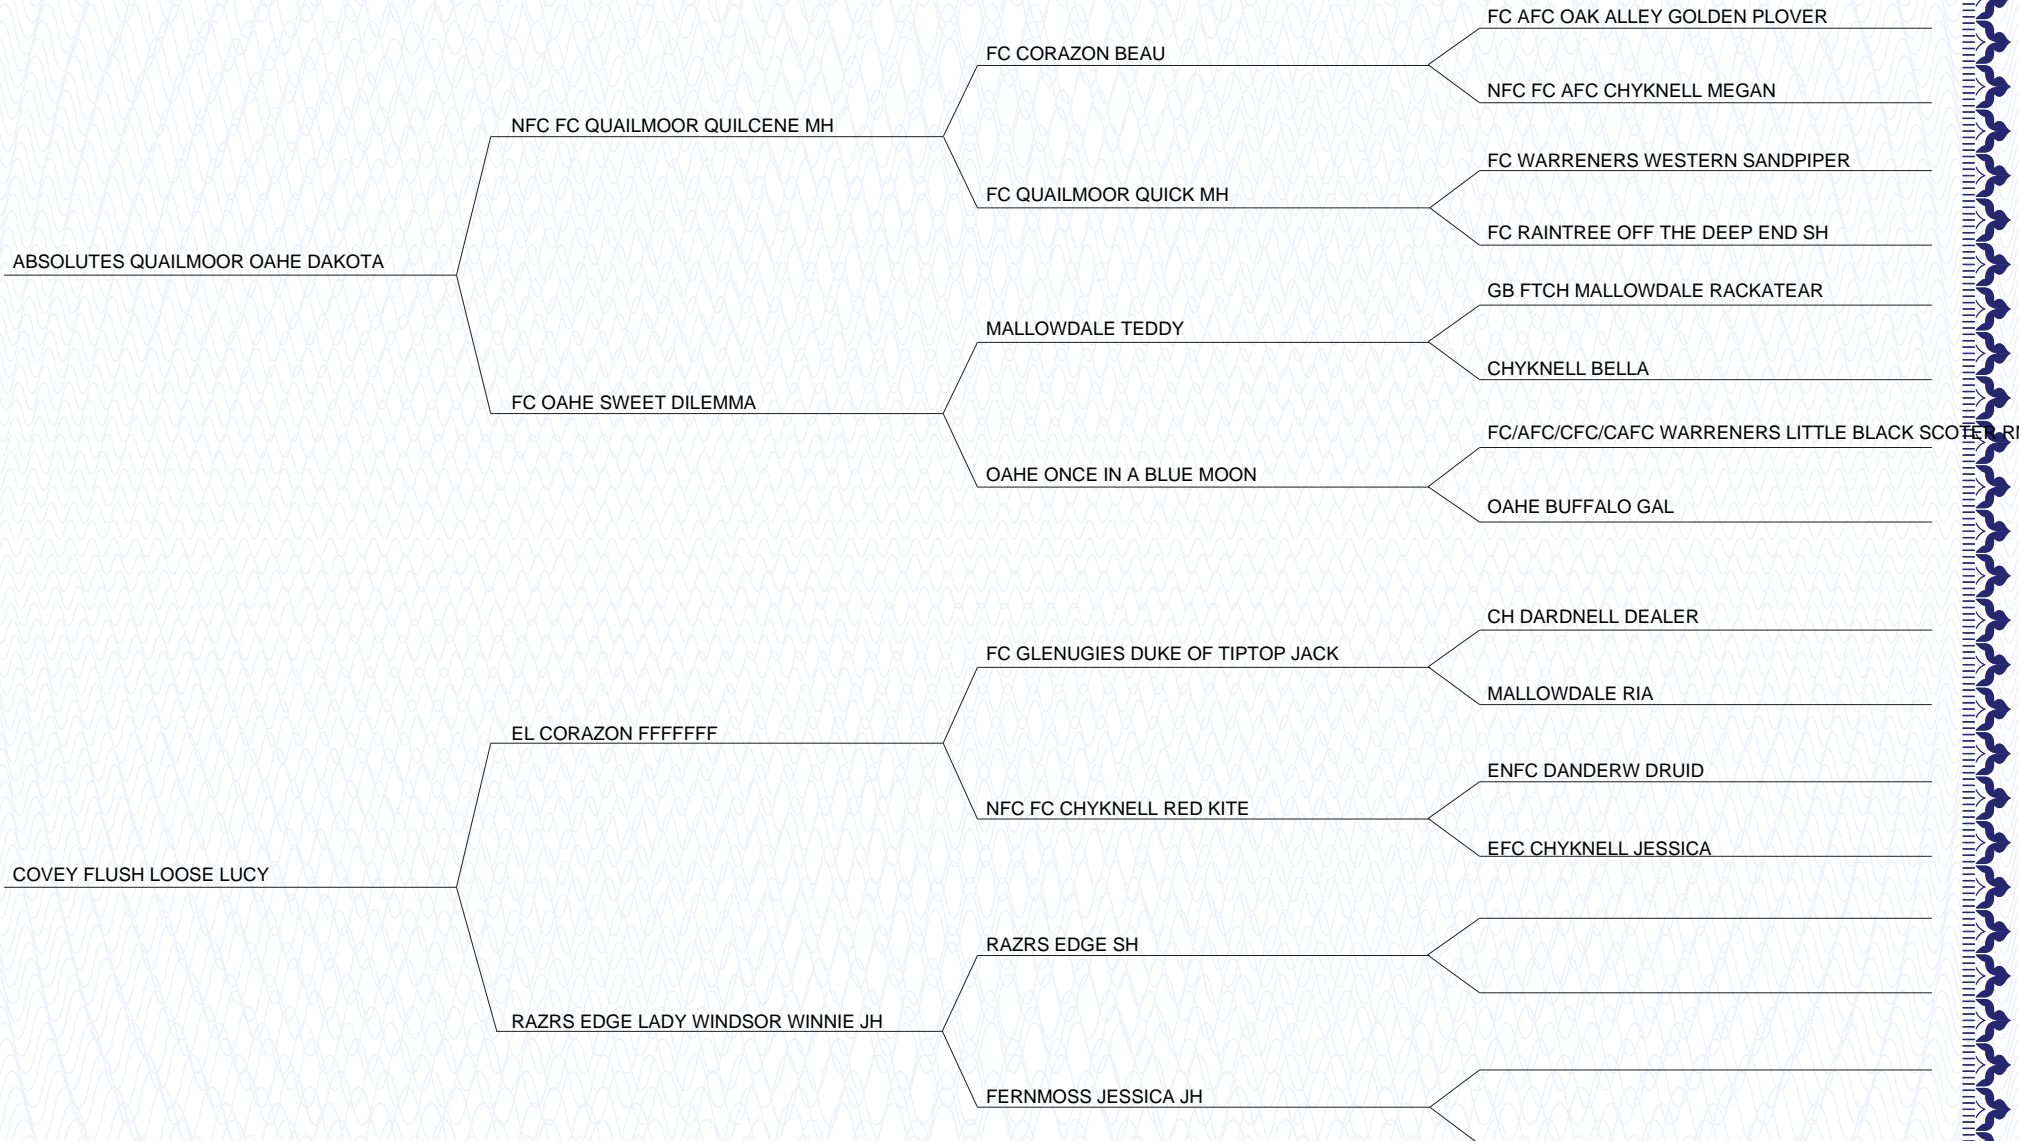 FC AFC OAK ALLEY GOLDEN PLOVER
FC CORAZON BEAU
NFC FC AFC CHYKNELL MEGAN
NFC FC QUAILMOOR QUILCENE MH
FC WARRENERS WESTERN SANDPIPER
FC QUAILMOOR QUICK MH
FC RAINTREE OFF THE DEEP END SH
ABSOLUTES QUAILMOOR OAHE DAKOTA
GB FTCH MALLOWDALE RACKATEAR
MALLOWDALE TEDDY
CHYKNELL BELLA
FC OAHE SWEET DILEMMA
FC/AFC/CFC/CAFC WARRENERS LITTLE BLACK SCOTER
OAHE ONCE IN A BLUE MOON
OAHE BUFFALO GAL
CH DARDNELL DEALER
FC GLENUGIES DUKE OF TIPTOP JACK
MALLOWDALE RIA
EL CORAZON FFFFFFF
ENFC DANDERW DRUID
NFC FC CHYKNELL RED KITE
EFC CHYKNELL JESSICA
COVEY FLUSH LOOSE LUCY
RAZRS EDGE SH
RAZRS EDGE LADY WINDSOR WINNIE JH
FERNMOSS JESSICA JH